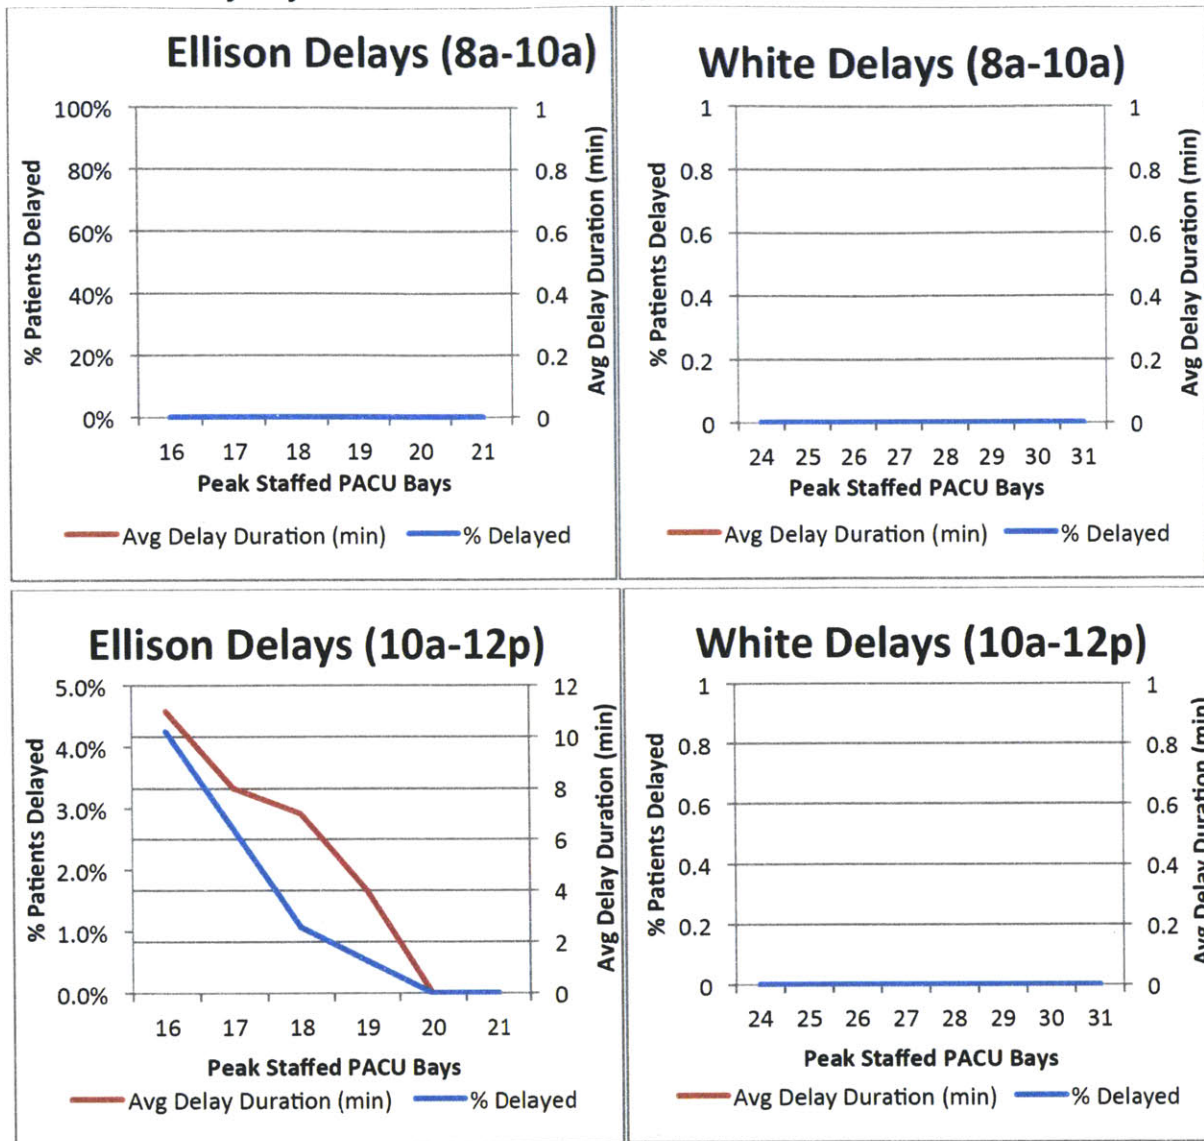 Ellison Delays (8a-10a)
100%
80%
60%
40%
20%
0%
% Patients Delayed
1
0.8
0.6
0.4
0.2
0
Avg Delay Duration (min)
16 17 18 19 20 21
Peak Staffed PACU Bays
Avg Delay Duration (min) % Delayed
White Delays (8a-10a)
1
0.8
0.6
0.4
0.2
0
% Patients Delayed
1
0.8
0.6
0.4
0.2
0
Avg Delay Duration (min)
24 25 26 27 28 29 30 31
Peak Staffed PACU Bays
Avg Delay Duration (min) % Delayed
Ellison Delays (10a-12p)
5.0%
4.0%
3.0%
2.0%
1.0%
0.0%
% Patients Delayed
12
10
8
6
4
2
0
Avg Delay Duration (min)
16 17 18 19 20 21
Peak Staffed PACU Bays
Avg Delay Duration (min) % Delayed
White Delays (10a-12p)
1
0.8
0.6
0.4
0.2
0
% Patients Delayed
1
0.8
0.6
0.4
0.2
0
Avg Delay Duration (min)
24 25 26 27 28 29 30 31
Peak Staffed PACU Bays
Avg Delay Duration (min) % Delayed